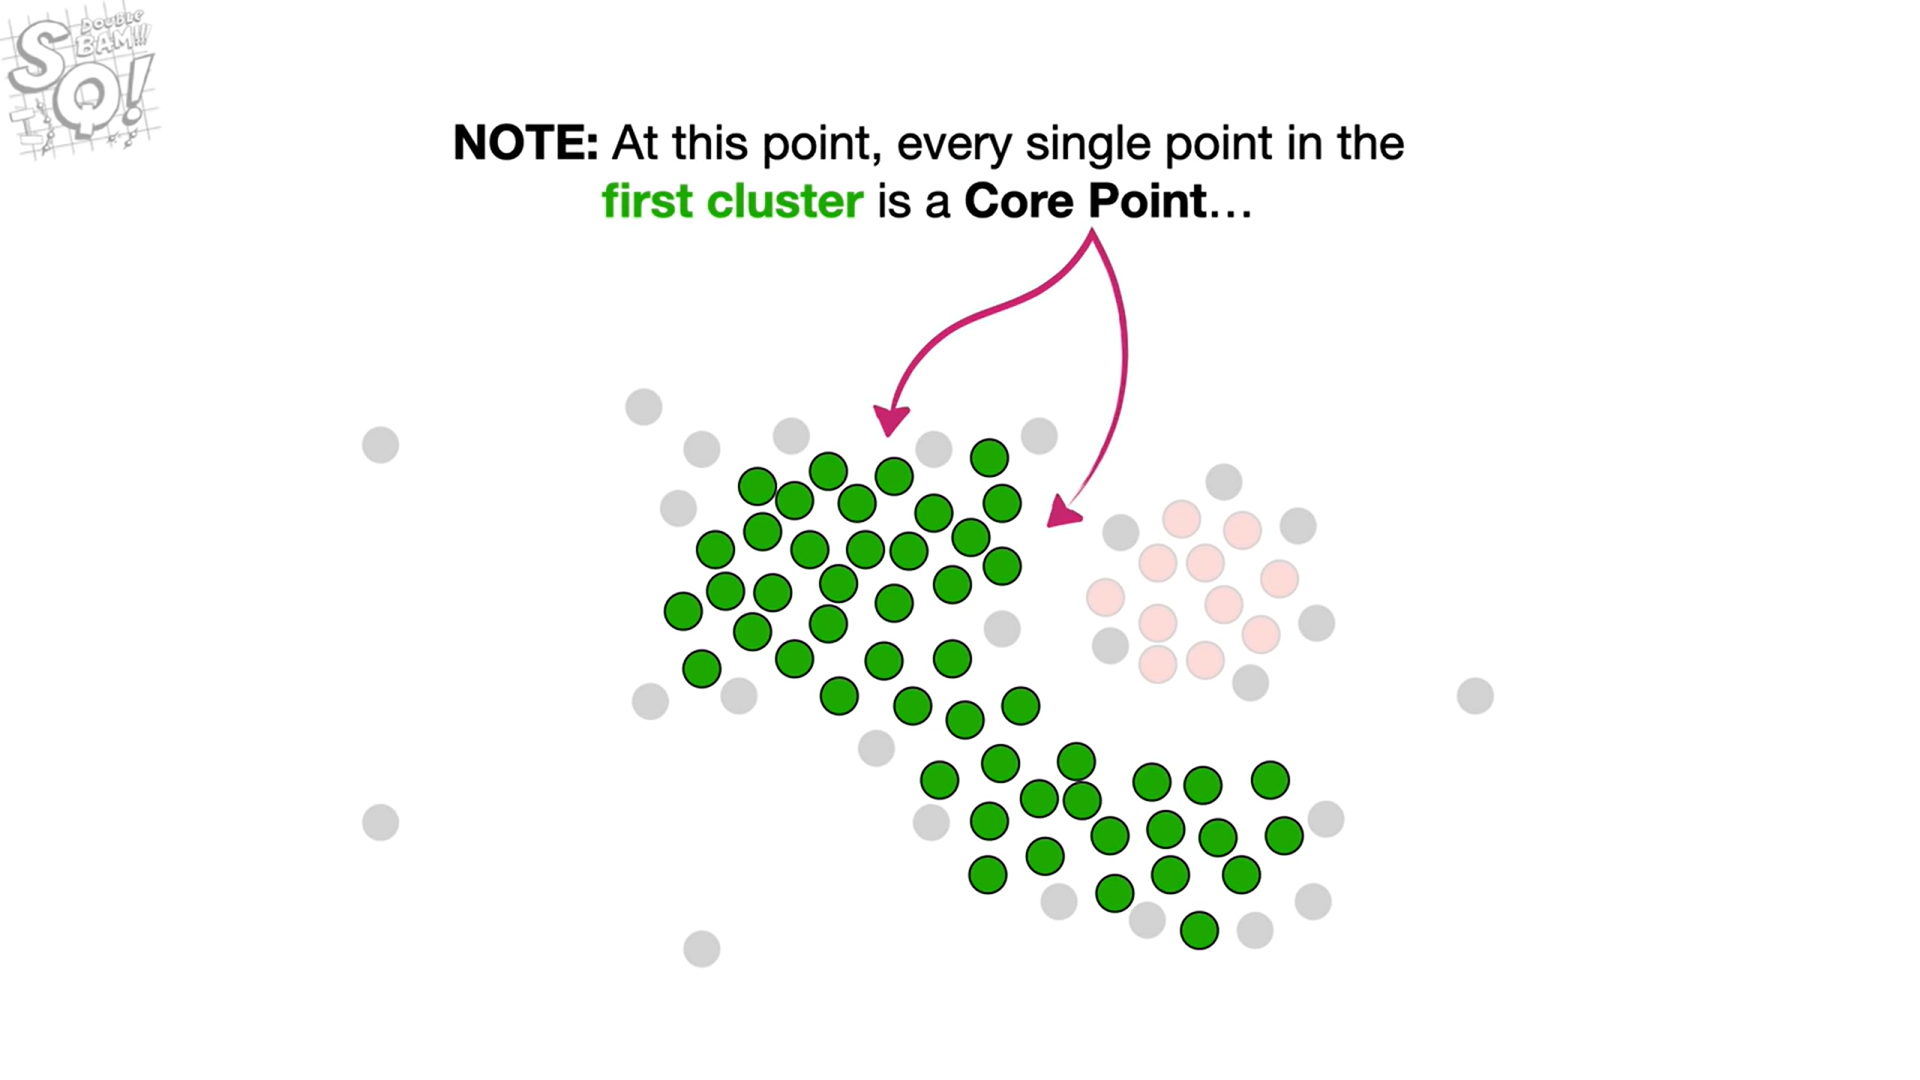 DOUBLE
BAM!!!
SQ!
NOTE: At this point, every single point in the
first cluster is a Core Point...